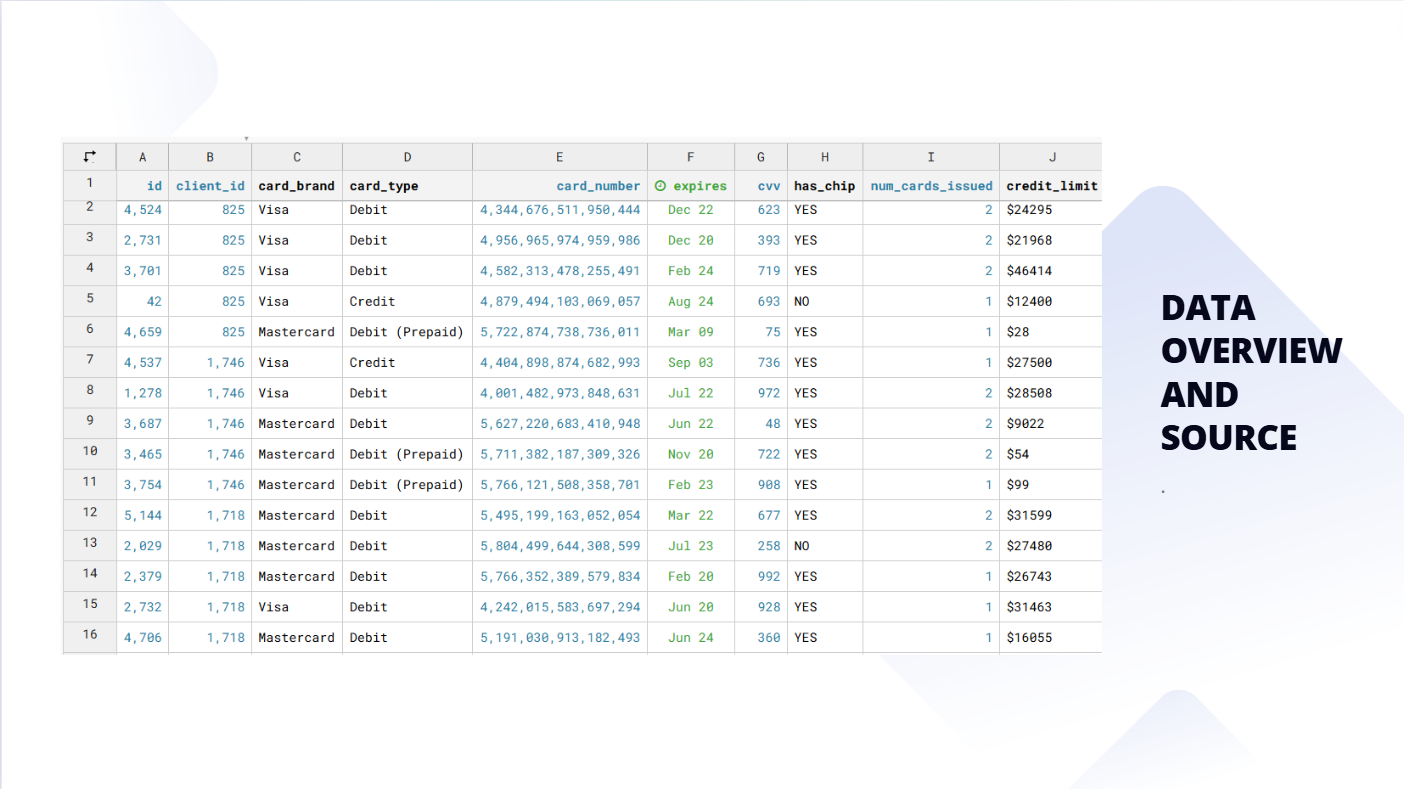 A B C D E F G H I J
1 id client_id card_brand card_type card_number expires cvv has_chip num_cards_issued credit_limit
2 4,524 825 Visa Debit 4,344,676,511,950,444 Dec 22 623 YES 2 $24295
3 2,731 825 Visa Debit 4,956,965,974,959,986 Dec 20 393 YES 2 $21968
4 3,701 825 Visa Debit 4,582,313,478,255,491 Feb 24 719 YES 2 $46414
5 42 825 Visa Credit 4,879,494,103,069,057 Aug 24 693 NO 1 $12400
6 4,659 825 Mastercard Debit (Prepaid) 5,722,874,738,736,011 Mar 09 75 YES 1 $28
7 4,537 1,746 Visa Credit 4,404,898,874,682,993 Sep 03 736 YES 1 $27500
8 1,278 1,746 Visa Debit 4,001,482,973,848,631 Jul 22 972 YES 2 $28508
9 3,687 1,746 Mastercard Debit 5,627,220,683,410,948 Jun 22 48 YES 2 $9022
10 3,465 1,746 Mastercard Debit (Prepaid) 5,711,382,187,309,326 Nov 20 722 YES 2 $54
11 3,754 1,746 Mastercard Debit (Prepaid) 5,766,121,508,358,701 Feb 23 908 YES 1 $99
12 5,144 1,718 Mastercard Debit 5,495,199,163,052,054 Mar 22 677 YES 2 $31599
13 2,029 1,718 Mastercard Debit 5,804,499,644,308,599 Jul 23 258 NO 2 $27480
14 2,379 1,718 Mastercard Debit 5,766,352,389,579,834 Feb 20 992 YES 1 $26743
15 2,732 1,718 Visa Debit 4,242,015,583,697,294 Jun 20 928 YES 1 $31463
16 4,706 1,718 Mastercard Debit 5,191,030,913,182,493 Jun 24 360 YES 1 $16055
DATA
OVERVIEW
AND
SOURCE
.